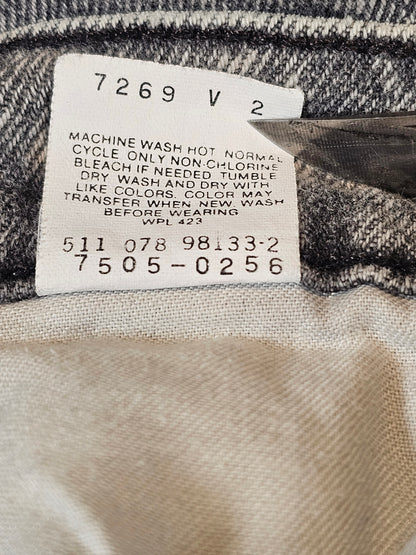 7269 V 2
MACHINE WASH HOT NORMAL
CYCLE ONLY NON-CHLORINE
BLEACH IF NEEDED TUMBLE
DRY WASH AND DRY WITH
LIKE COLORS. COLOR MAY
TRANSFER WHEN NEW. WASH
BEFORE WEARING
WPL 423
511 078 98133-2
7505-0256